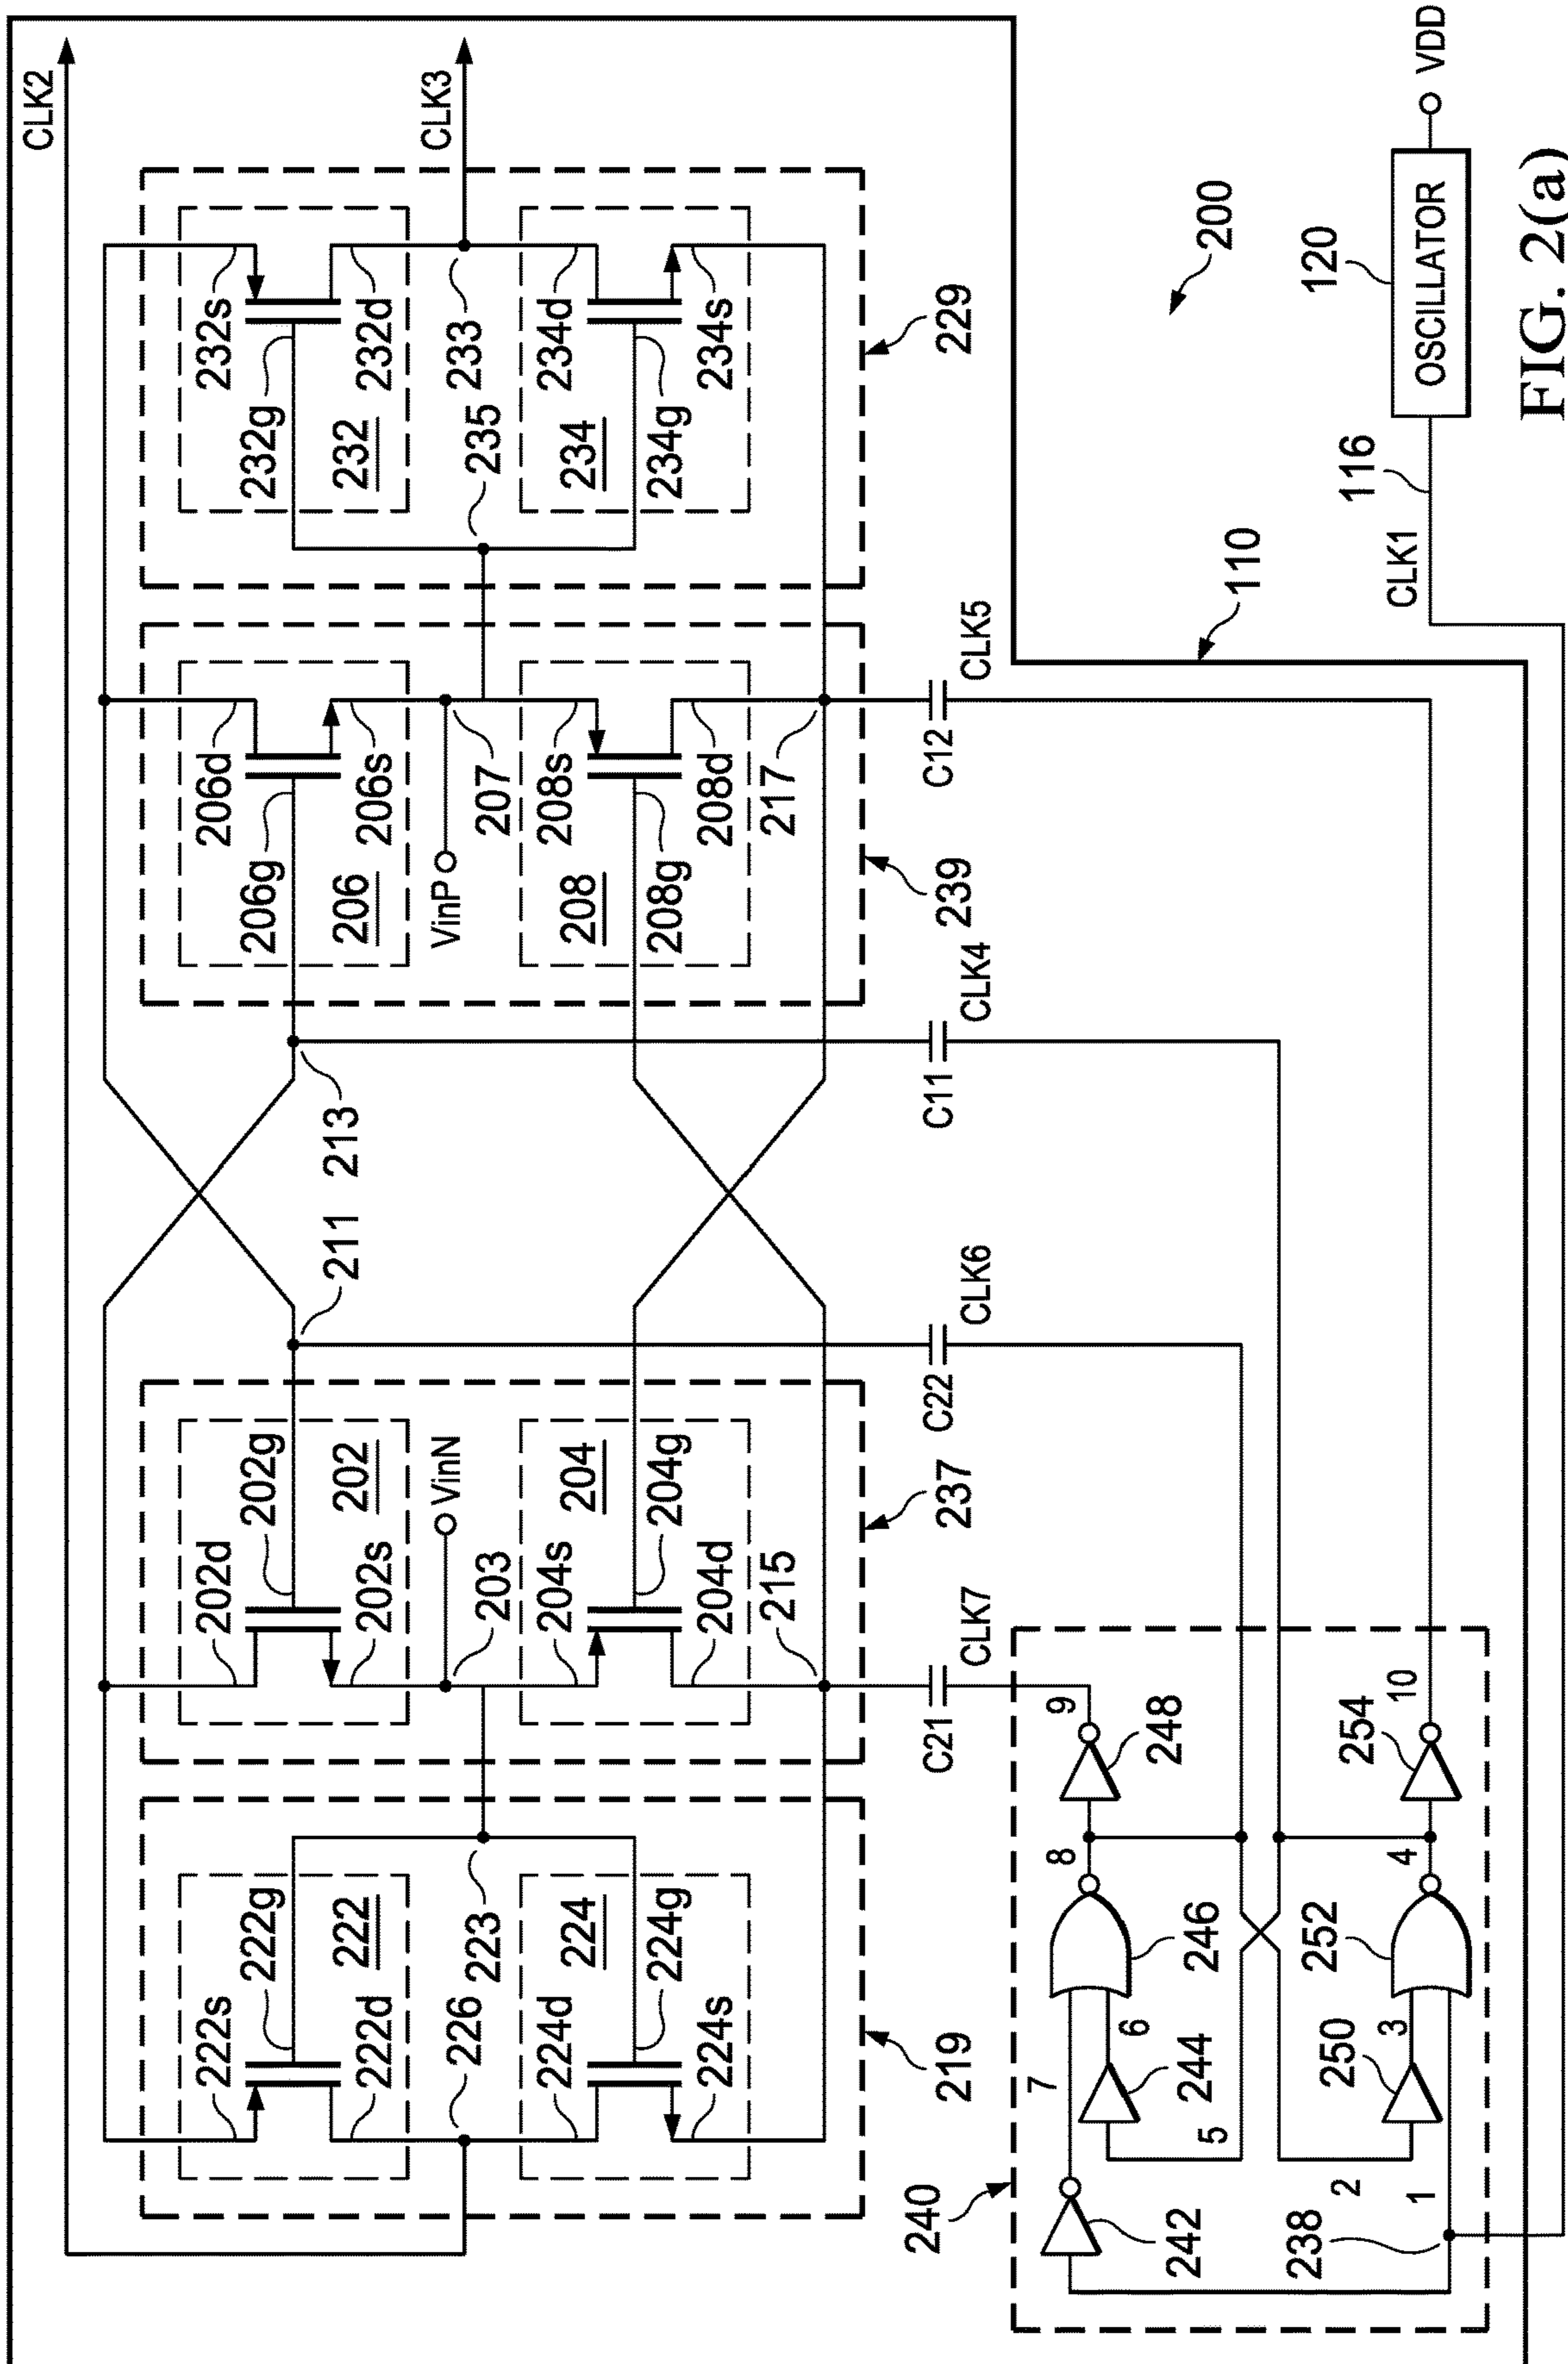 CLK2
CLK3
222s
222g
222
222d
226
223
224d
224
224g
224s
219
202d
202g
202
202s
VinN
203
204s
204
204g
204d
215
237
211
213
206d
206g
206
206s
VinP
207
208s
208
208g
208d
217
239
232s
232g
232
232d
233
235
234d
234
234g
234s
229
C21
CLK7
C22
CLK6
C11
CLK4
C12
CLK5
240
242
7
244
6
5
246
8
248
9
238
1
2
250
3
252
4
254
10
110
200
CLK1
116
120
OSCILLATOR
VDD
FIG. 2(a)